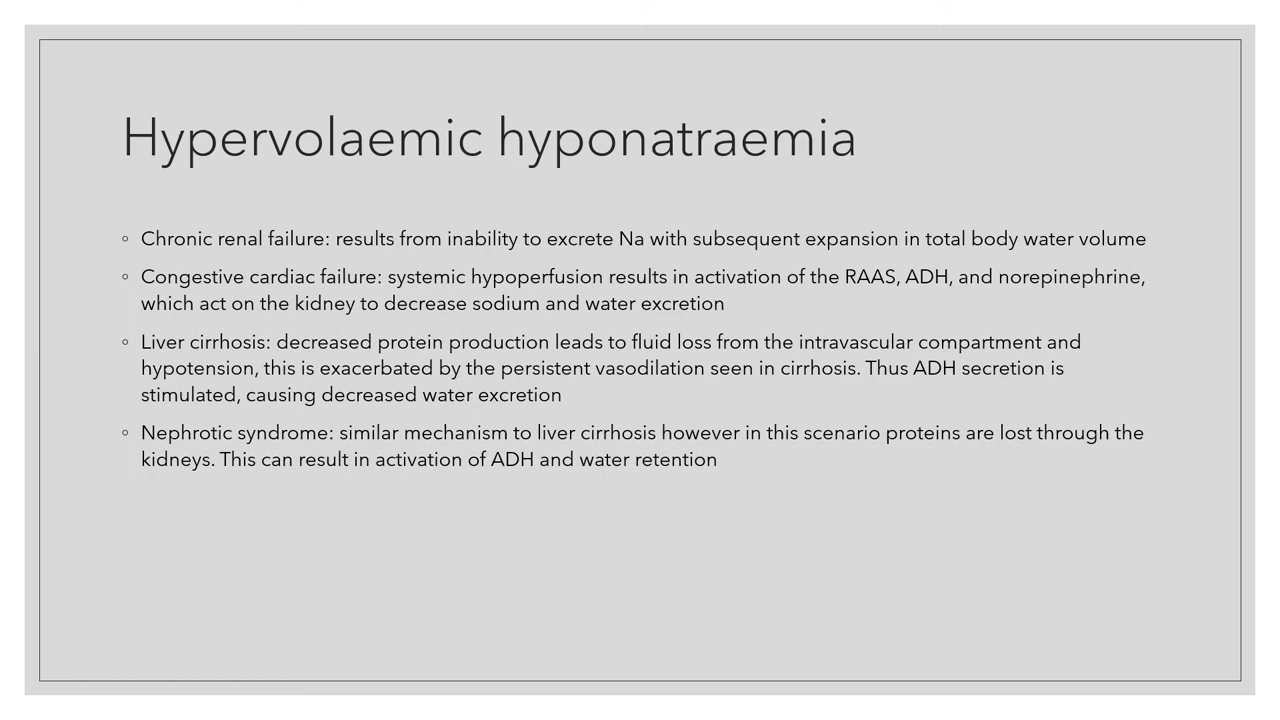 Hypervolaemic hyponatraemia
◦ Chronic renal failure: results from inability to excrete Na with subsequent expansion in total body water volume
◦ Congestive cardiac failure: systemic hypoperfusion results in activation of the RAAS, ADH, and norepinephrine,
which act on the kidney to decrease sodium and water excretion
◦ Liver cirrhosis: decreased protein production leads to fluid loss from the intravascular compartment and
hypotension, this is exacerbated by the persistent vasodilation seen in cirrhosis. Thus ADH secretion is
stimulated, causing decreased water excretion
◦ Nephrotic syndrome: similar mechanism to liver cirrhosis however in this scenario proteins are lost through the
kidneys. This can result in activation of ADH and water retention